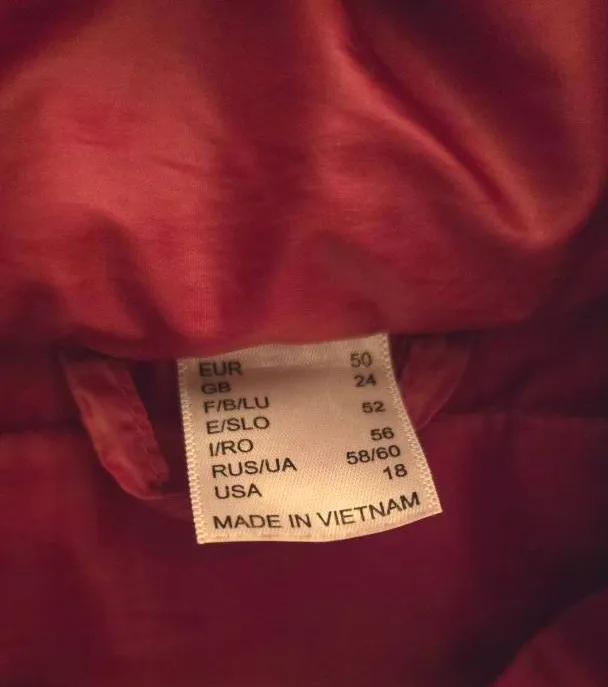 EUR 50
GB 24
F/B/LU
E/SLO 52
I/RO 56
RUS/UA 58/60
USA 18
MADE IN VIETNAM